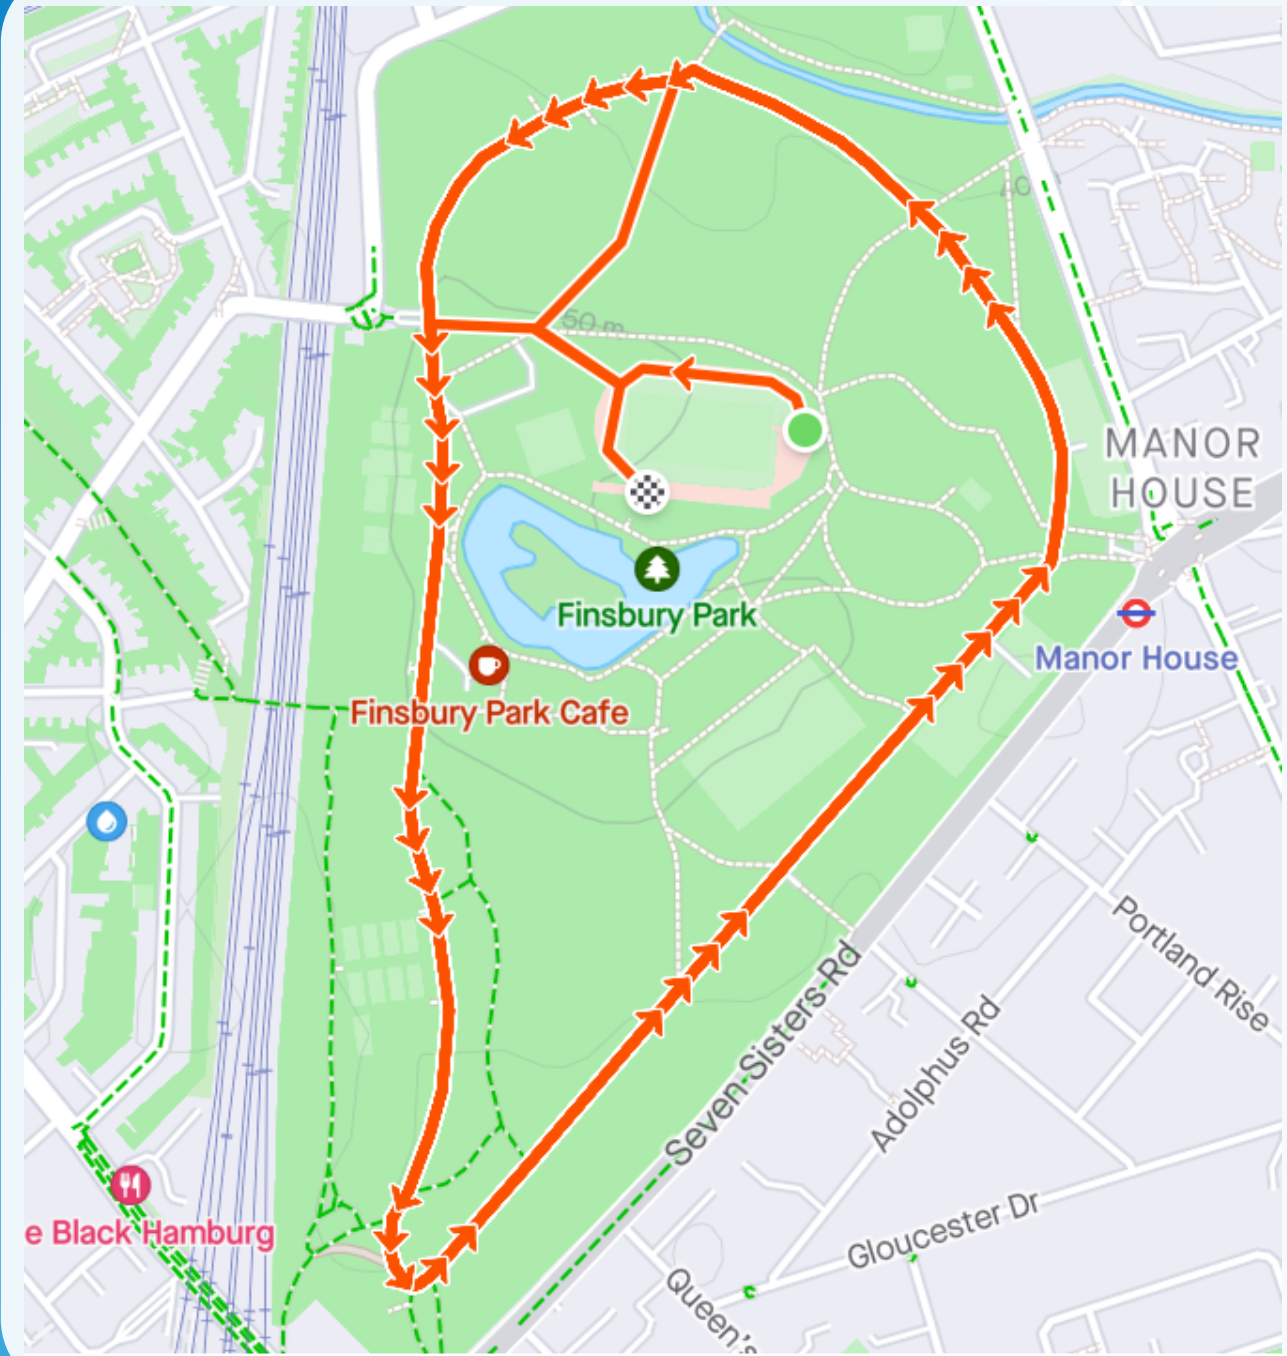 40 m
50 m
MANOR
HOUSE
Finsbury Park
Manor House
Finsbury Park Cafe
Portland Rise
Seven Sisters Rd
Adolphus Rd
e Black Hamburg
Gloucester Dr
Queen's